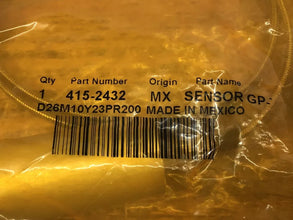 Qty Part Number Origin Part-Name
1 415-2432 MX SENSOR GP-
D26M10Y23PR200 MADE IN MEXICO